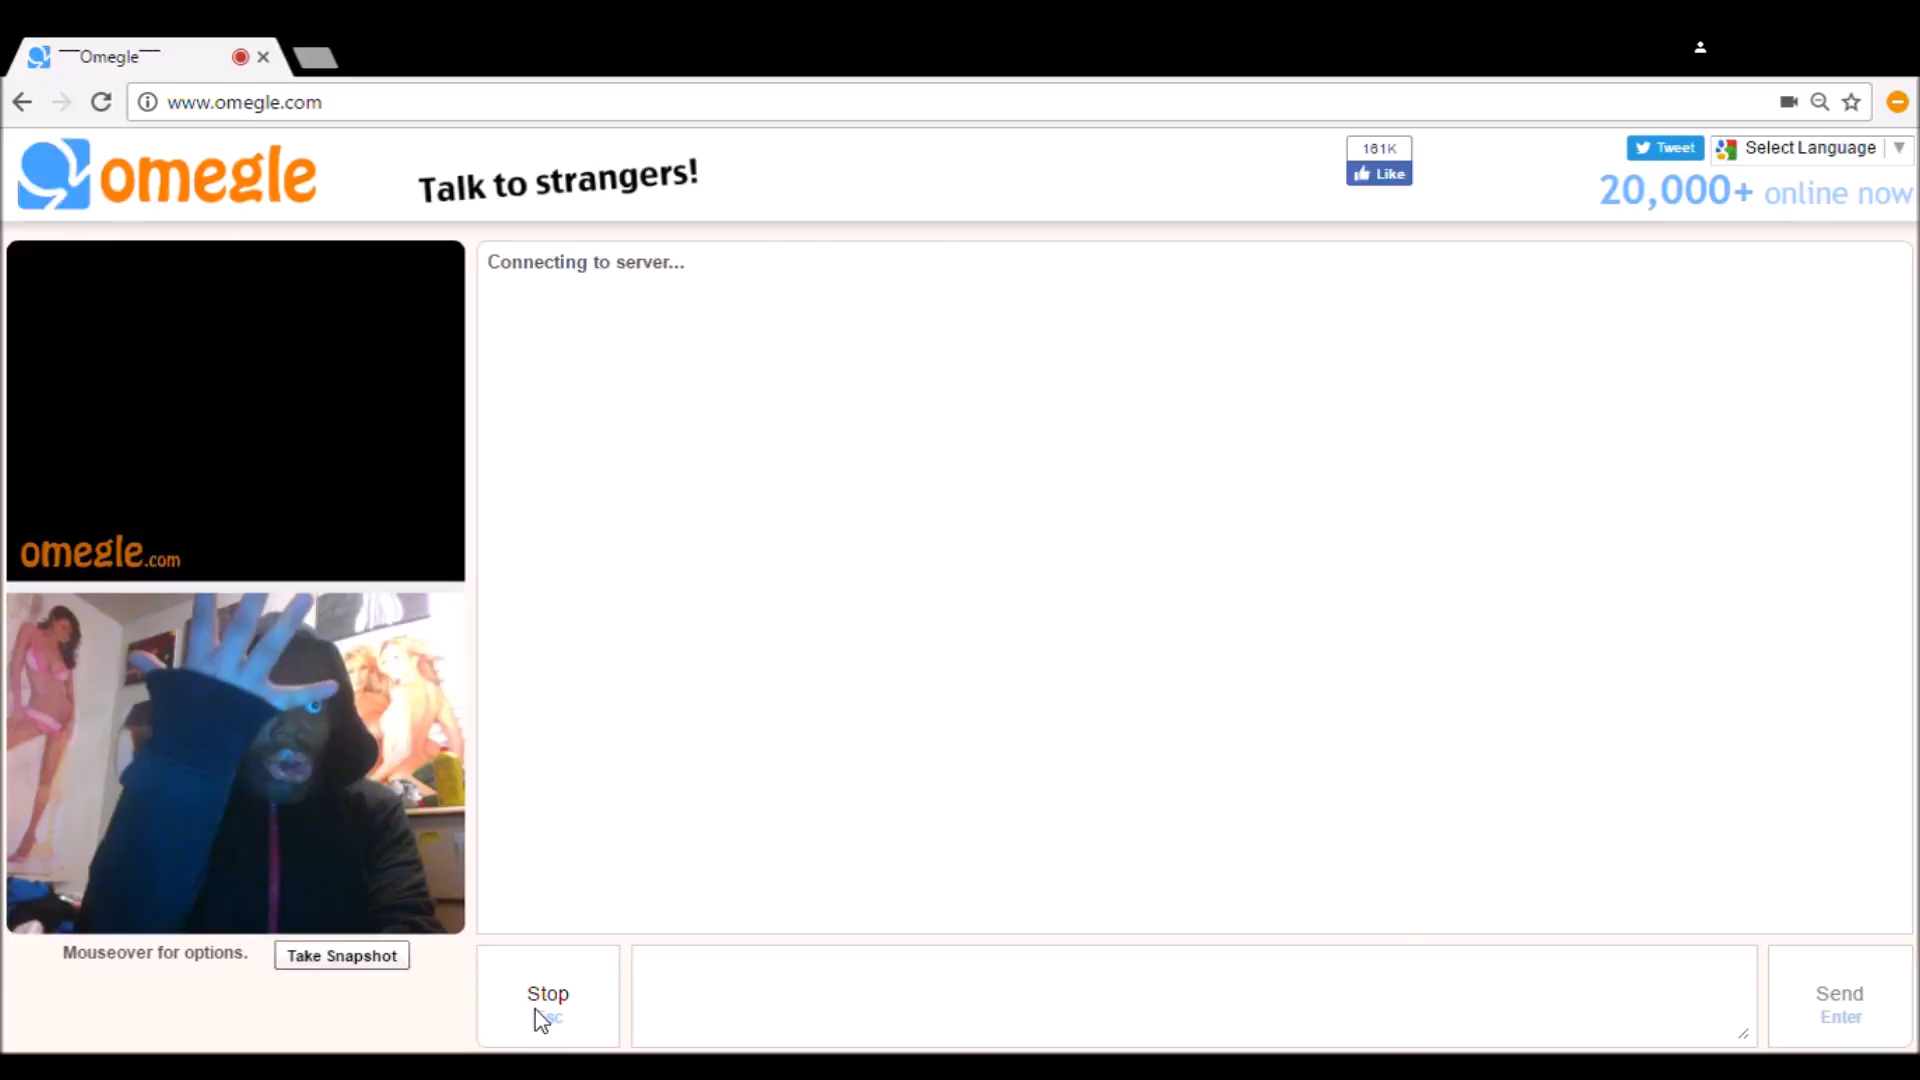 Omegle
www.omegle.com
omegle
Talk to strangers!
161K
Like
Tweet
Select Language
20,000+ online now
Connecting to server...
omegle.com
Mouseover for options.
Take Snapshot
Stop
Send
Enter